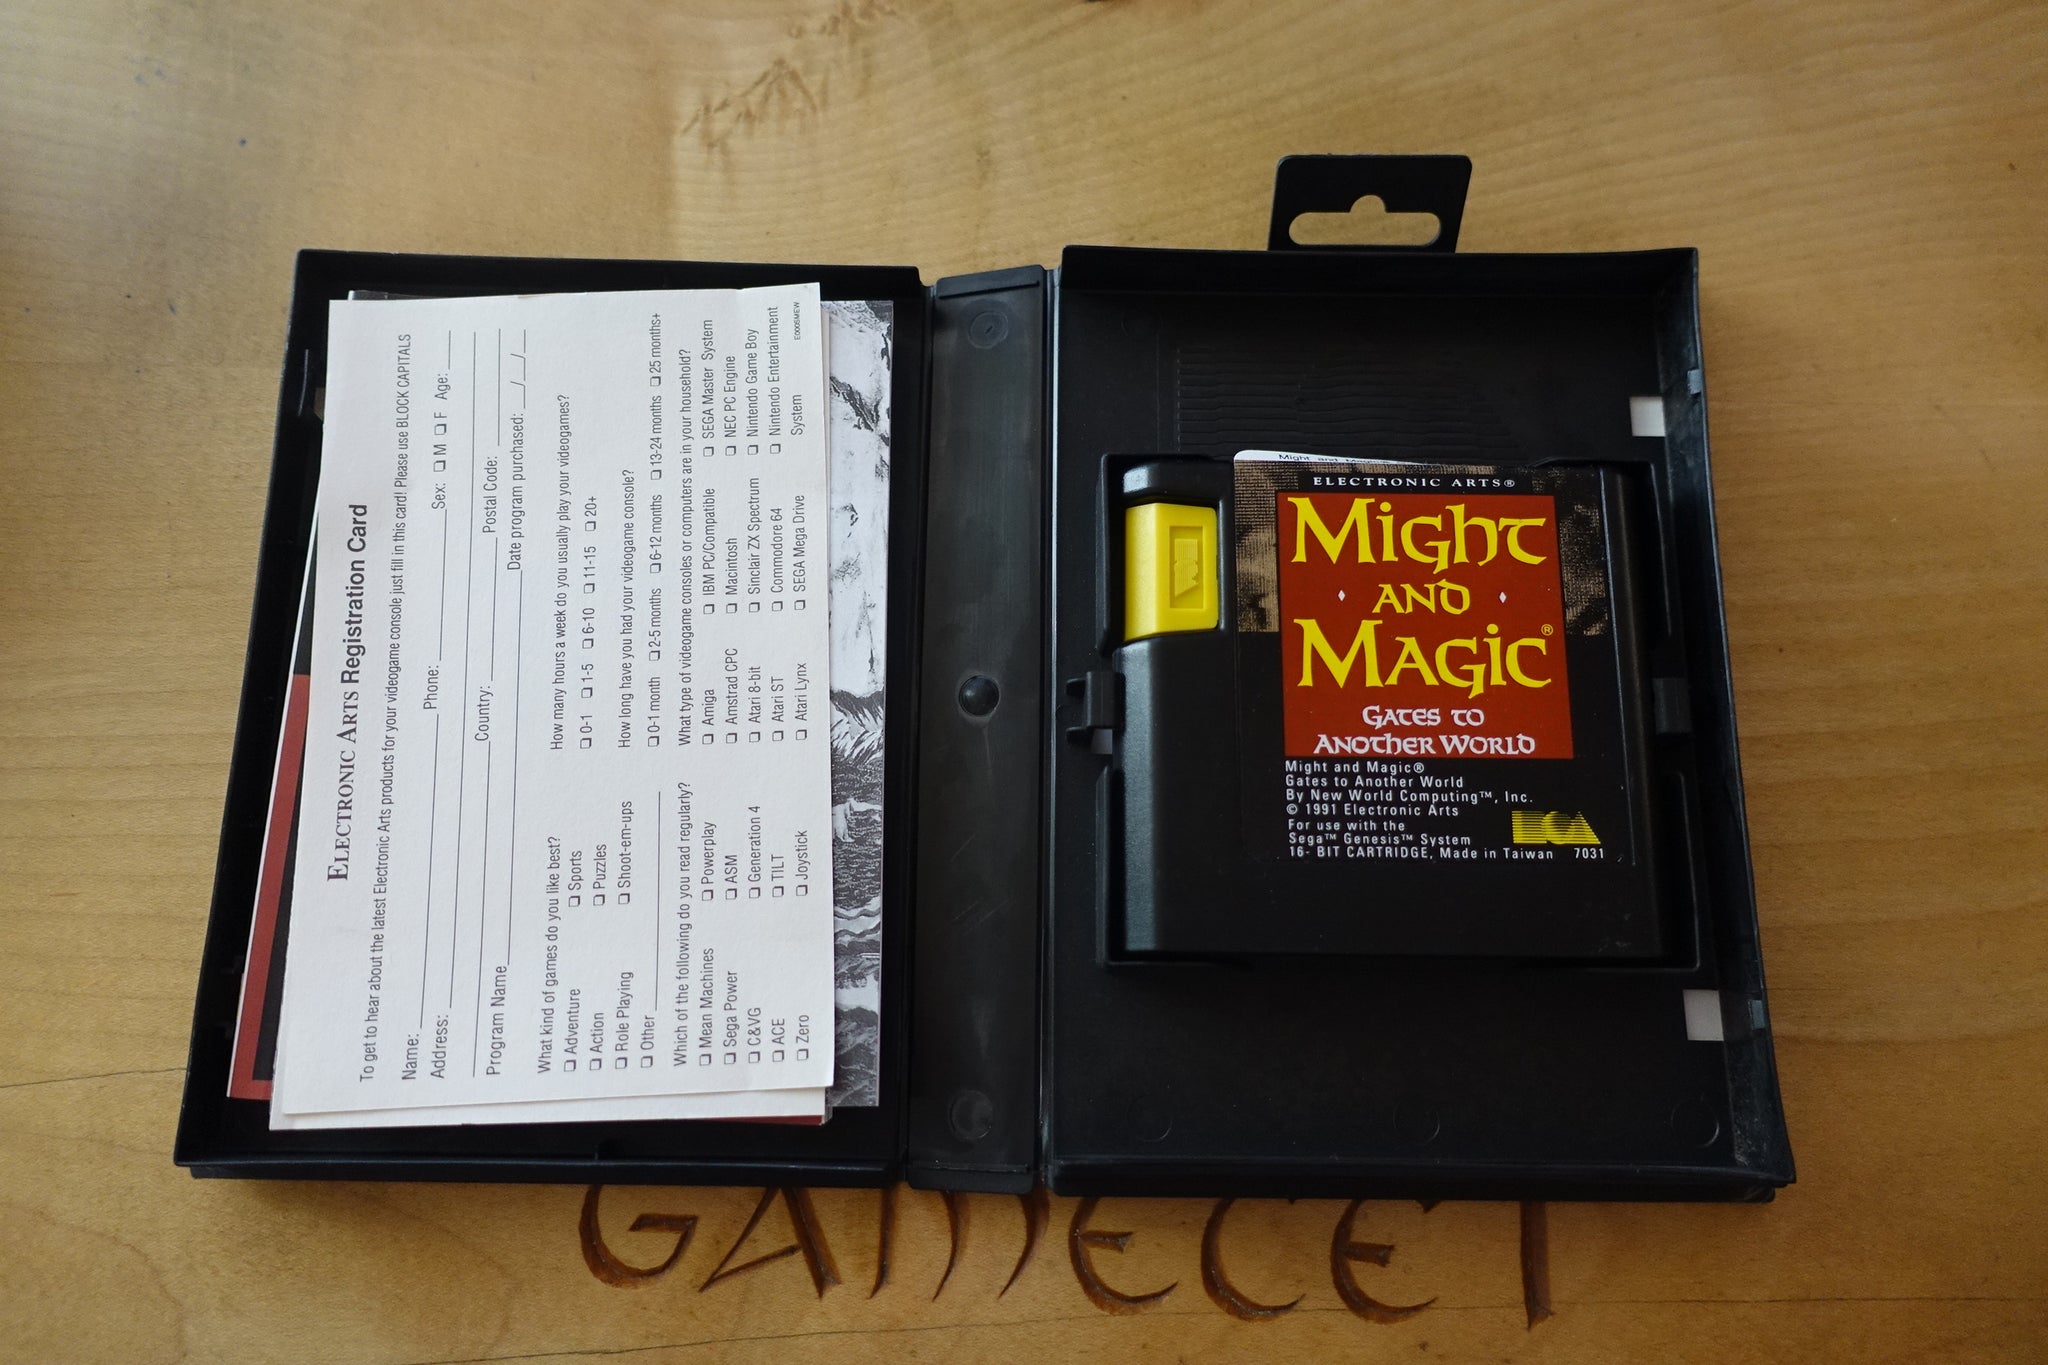 ELECTRONIC ARTS Registration Card
To get to hear about the latest Electronic Arts products for your videogame console just fill in this card! Please use BLOCK CAPITALS
Name: Phone: Sex: ❏ M ❏ F Age:
Address:
Country: Postal Code:
Program Name Date program purchased: __/__/__
What kind of games do you like best?
❏ Adventure ❏ Sports
❏ Action ❏ Puzzles
❏ Role Playing ❏ Shoot-em-ups
❏ Other
How many hours a week do you usually play your videogames?
❏ 0-1 ❏ 1-5 ❏ 6-10 ❏ 11-15 ❏ 20+
How long have you had your videogame console?
❏ 0-1 month ❏ 2-5 months ❏ 6-12 months ❏ 13-24 months ❏ 25 months+
Which of the following do you read regularly?
❏ Mean Machines ❏ Powerplay
❏ Sega Power ❏ ASM
❏ C&VG ❏ Generation 4
❏ ACE ❏ TILT
❏ Zero ❏ Joystick
What type of videogame consoles or computers are in your household?
❏ Amiga ❏ IBM PC/Compatible ❏ SEGA Master System
❏ Amstrad CPC ❏ Macintosh ❏ NEC PC Engine
❏ Atari 8-bit ❏ Sinclair ZX Spectrum ❏ Nintendo Game Boy
❏ Atari ST ❏ Commodore 64 ❏ Nintendo Entertainment
❏ Atari Lynx ❏ SEGA Mega Drive System
E00SMEW
Might and Magic
ELECTRONIC ARTS®
MIGHT
AND
MAGIC®
GATES TO
ANOTHER WORLD
Might and Magic®
Gates to Another World
By New World Computing™, Inc.
© 1991 Electronic Arts
For use with the
Sega™ Genesis™ System
16- BIT CARTRIDGE, Made in Taiwan 7031
EA
GAMECET